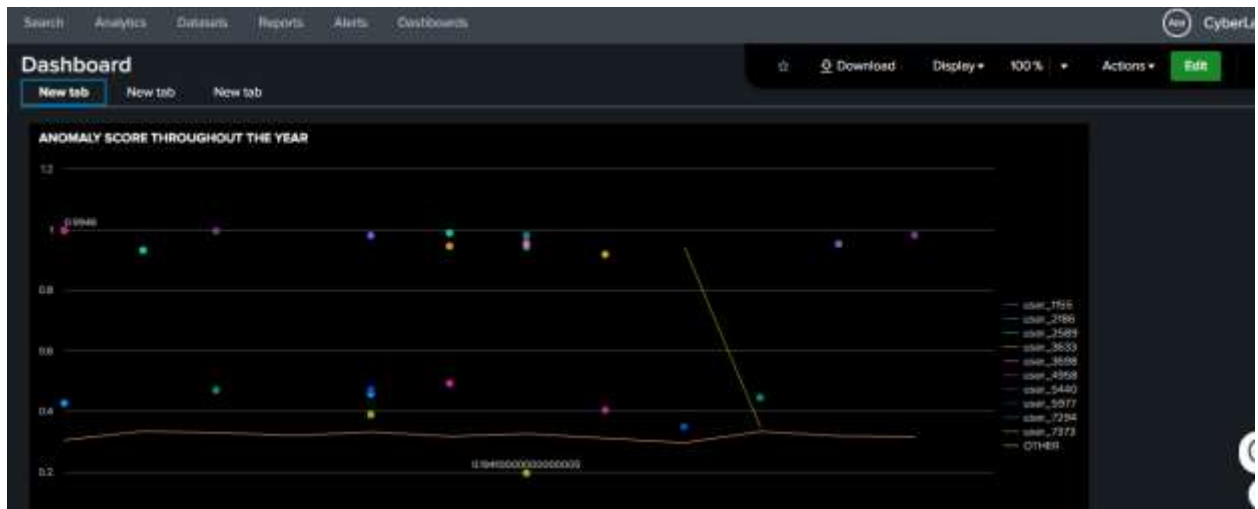 Search Analytics Datasets Reports Alerts Dashboards
Dashboard
Download Display 100% Actions Edit
New tab New tab New tab
ANOMALY SCORE THROUGHOUT THE YEAR
1.2
0.9946
1
0.8
0.6
0.4
0.2
user_1155
user_2186
user_2589
user_3633
user_3698
user_4958
user_5440
user_5977
user_7294
user_7373
OTHER